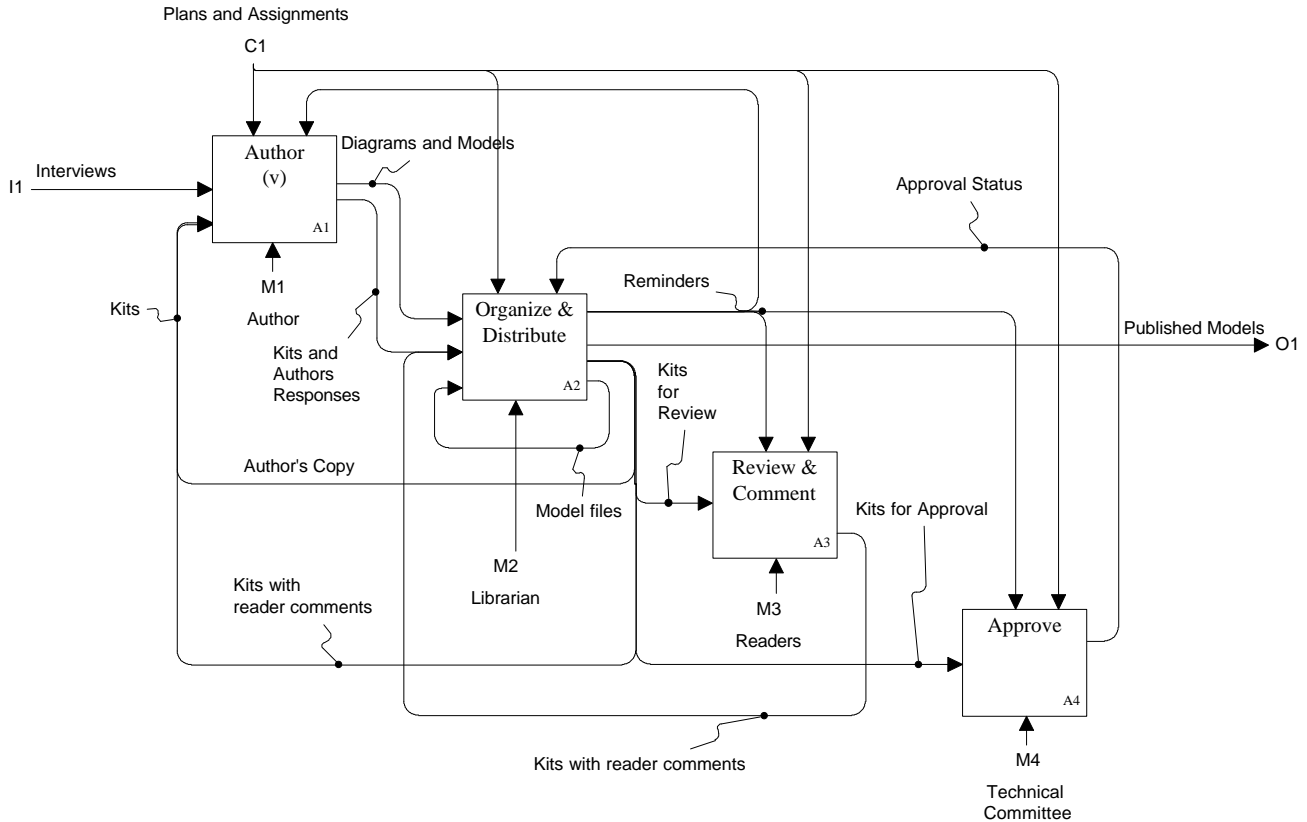 Plans and Assignments
C1
Author
(v)
A1
Diagrams and Models
I1
Interviews
Approval Status
M1
Author
Kits
Kits and
Authors
Responses
Organize &
Distribute
A2
Reminders
Published Models
O1
Kits
for
Review
Author's Copy
Model files
Review &
Comment
A3
Kits for Approval
M2
Librarian
Kits with
reader comments
M3
Readers
Approve
A4
Kits with reader comments
M4
Technical
Committee